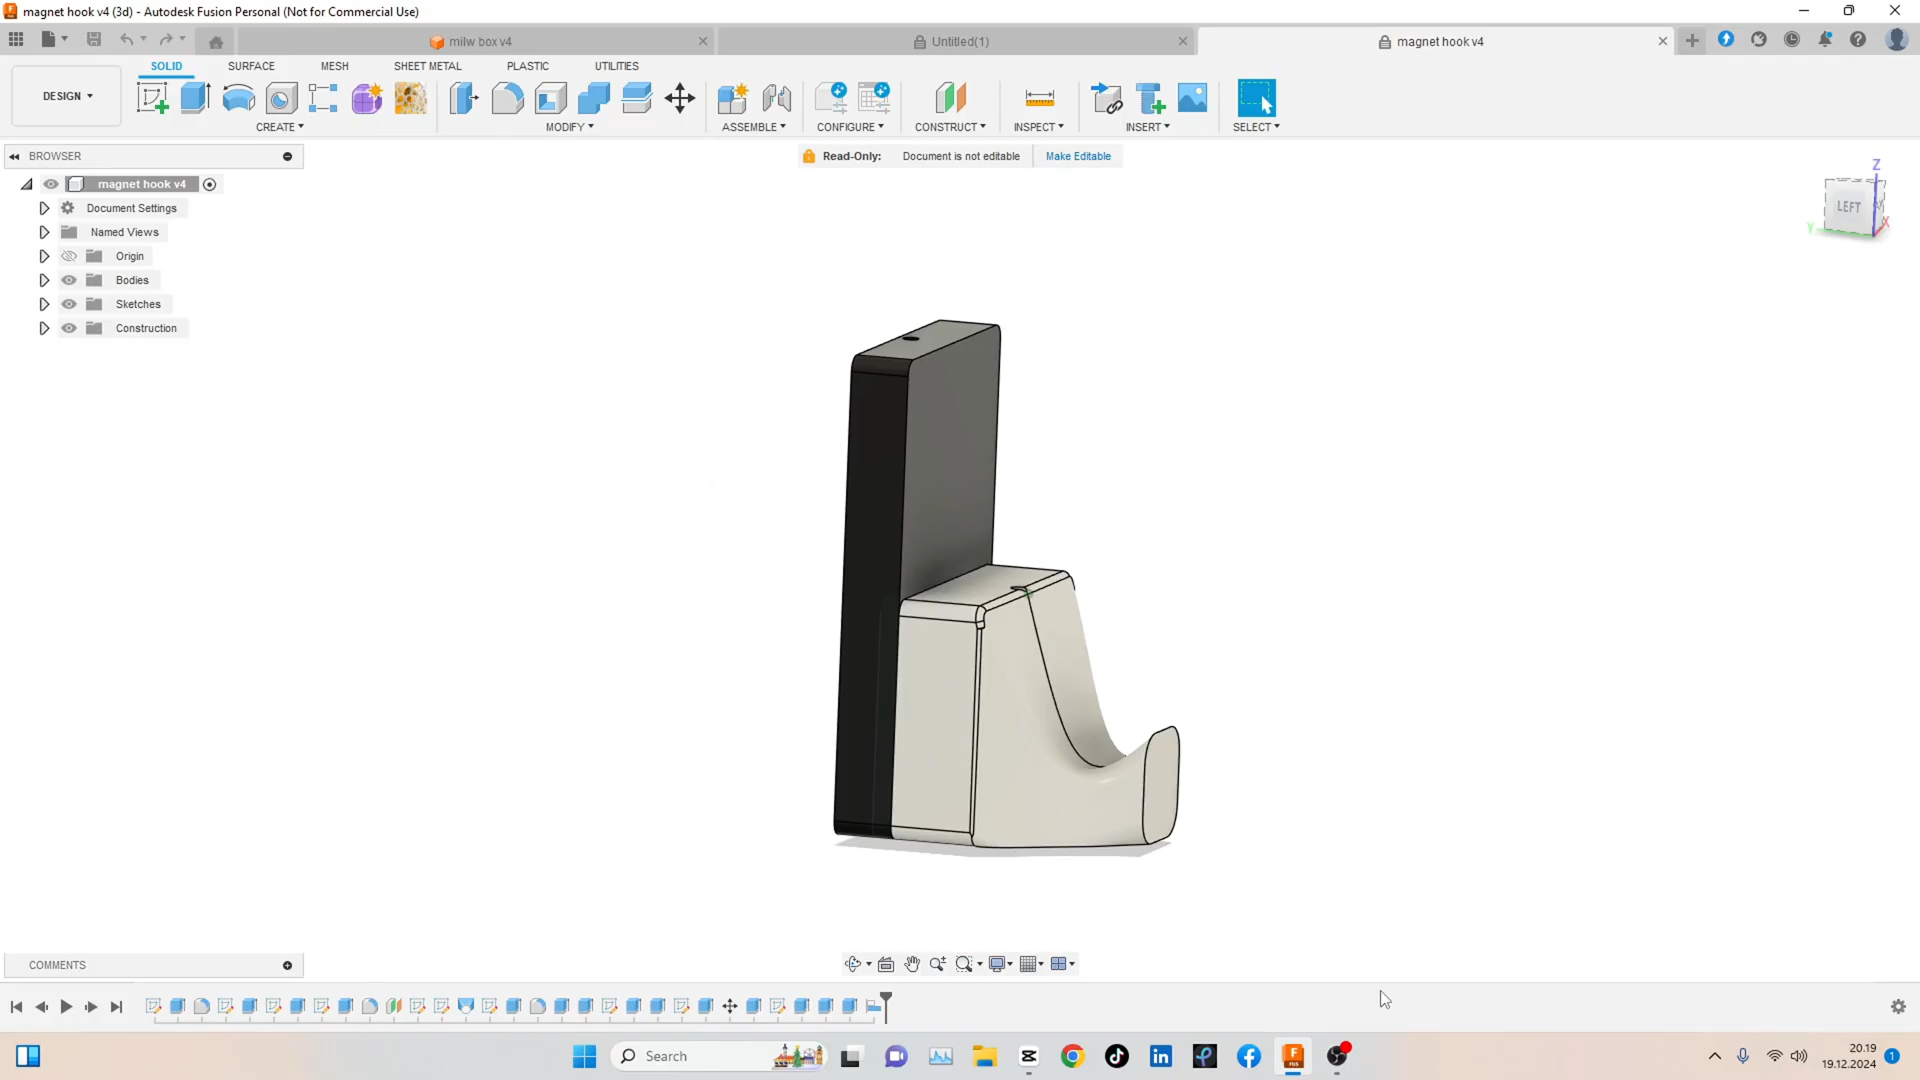 magnet hook v4 (3d) - Autodesk Fusion Personal (Not for Commercial Use)
milw box v4
Untitled(1)
magnet hook v4
DESIGN
SOLID
SURFACE
MESH
SHEET METAL
PLASTIC
UTILITIES
CREATE
MODIFY
ASSEMBLE
CONFIGURE
CONSTRUCT
INSPECT
INSERT
SELECT
BROWSER
Read-Only: Document is not editable Make Editable
magnet hook v4
Document Settings
Named Views
Origin
Bodies
Sketches
Construction
Z
LEFT
Y
X
COMMENTS
Search
20.19
19.12.2024
1